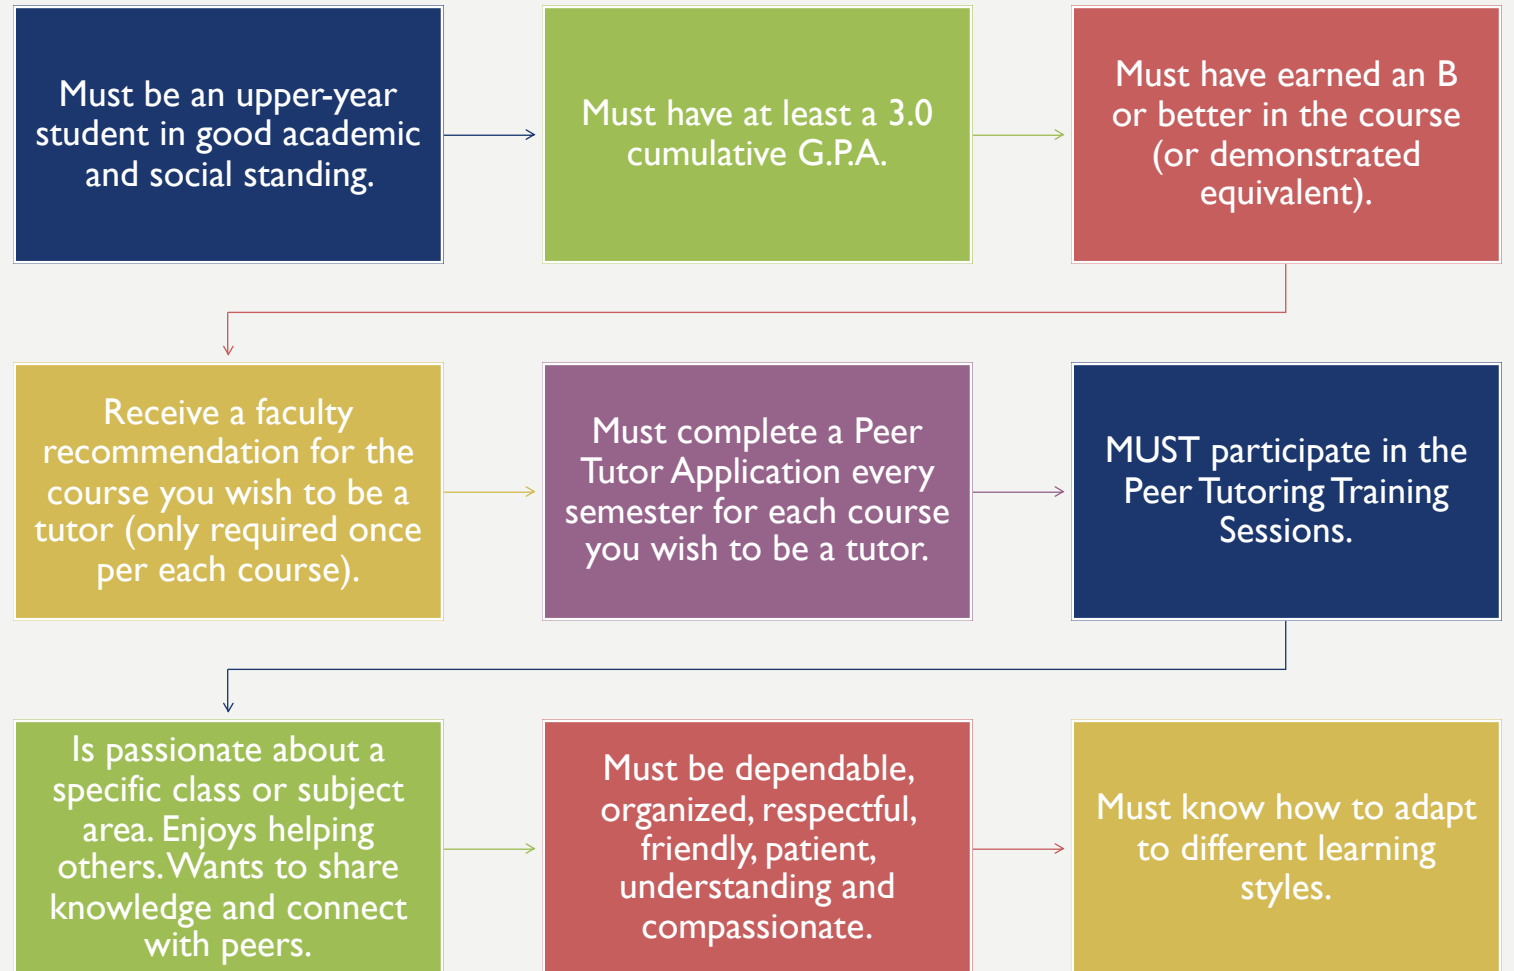 Must be an upper-year
student in good academic
and social standing.
Must have at least a 3.0
cumulative G.P.A.
Must have earned an B
or better in the course
(or demonstrated
equivalent).
Receive a faculty
recommendation for the
course you wish to be a
tutor (only required once
per each course).
Must complete a Peer
Tutor Application every
semester for each course
you wish to be a tutor.
MUST participate in the
Peer Tutoring Training
Sessions.
Is passionate about a
specific class or subject
area. Enjoys helping
others. Wants to share
knowledge and connect
with peers.
Must be dependable,
organized, respectful,
friendly, patient,
understanding and
compassionate.
Must know how to adapt
to different learning
styles.